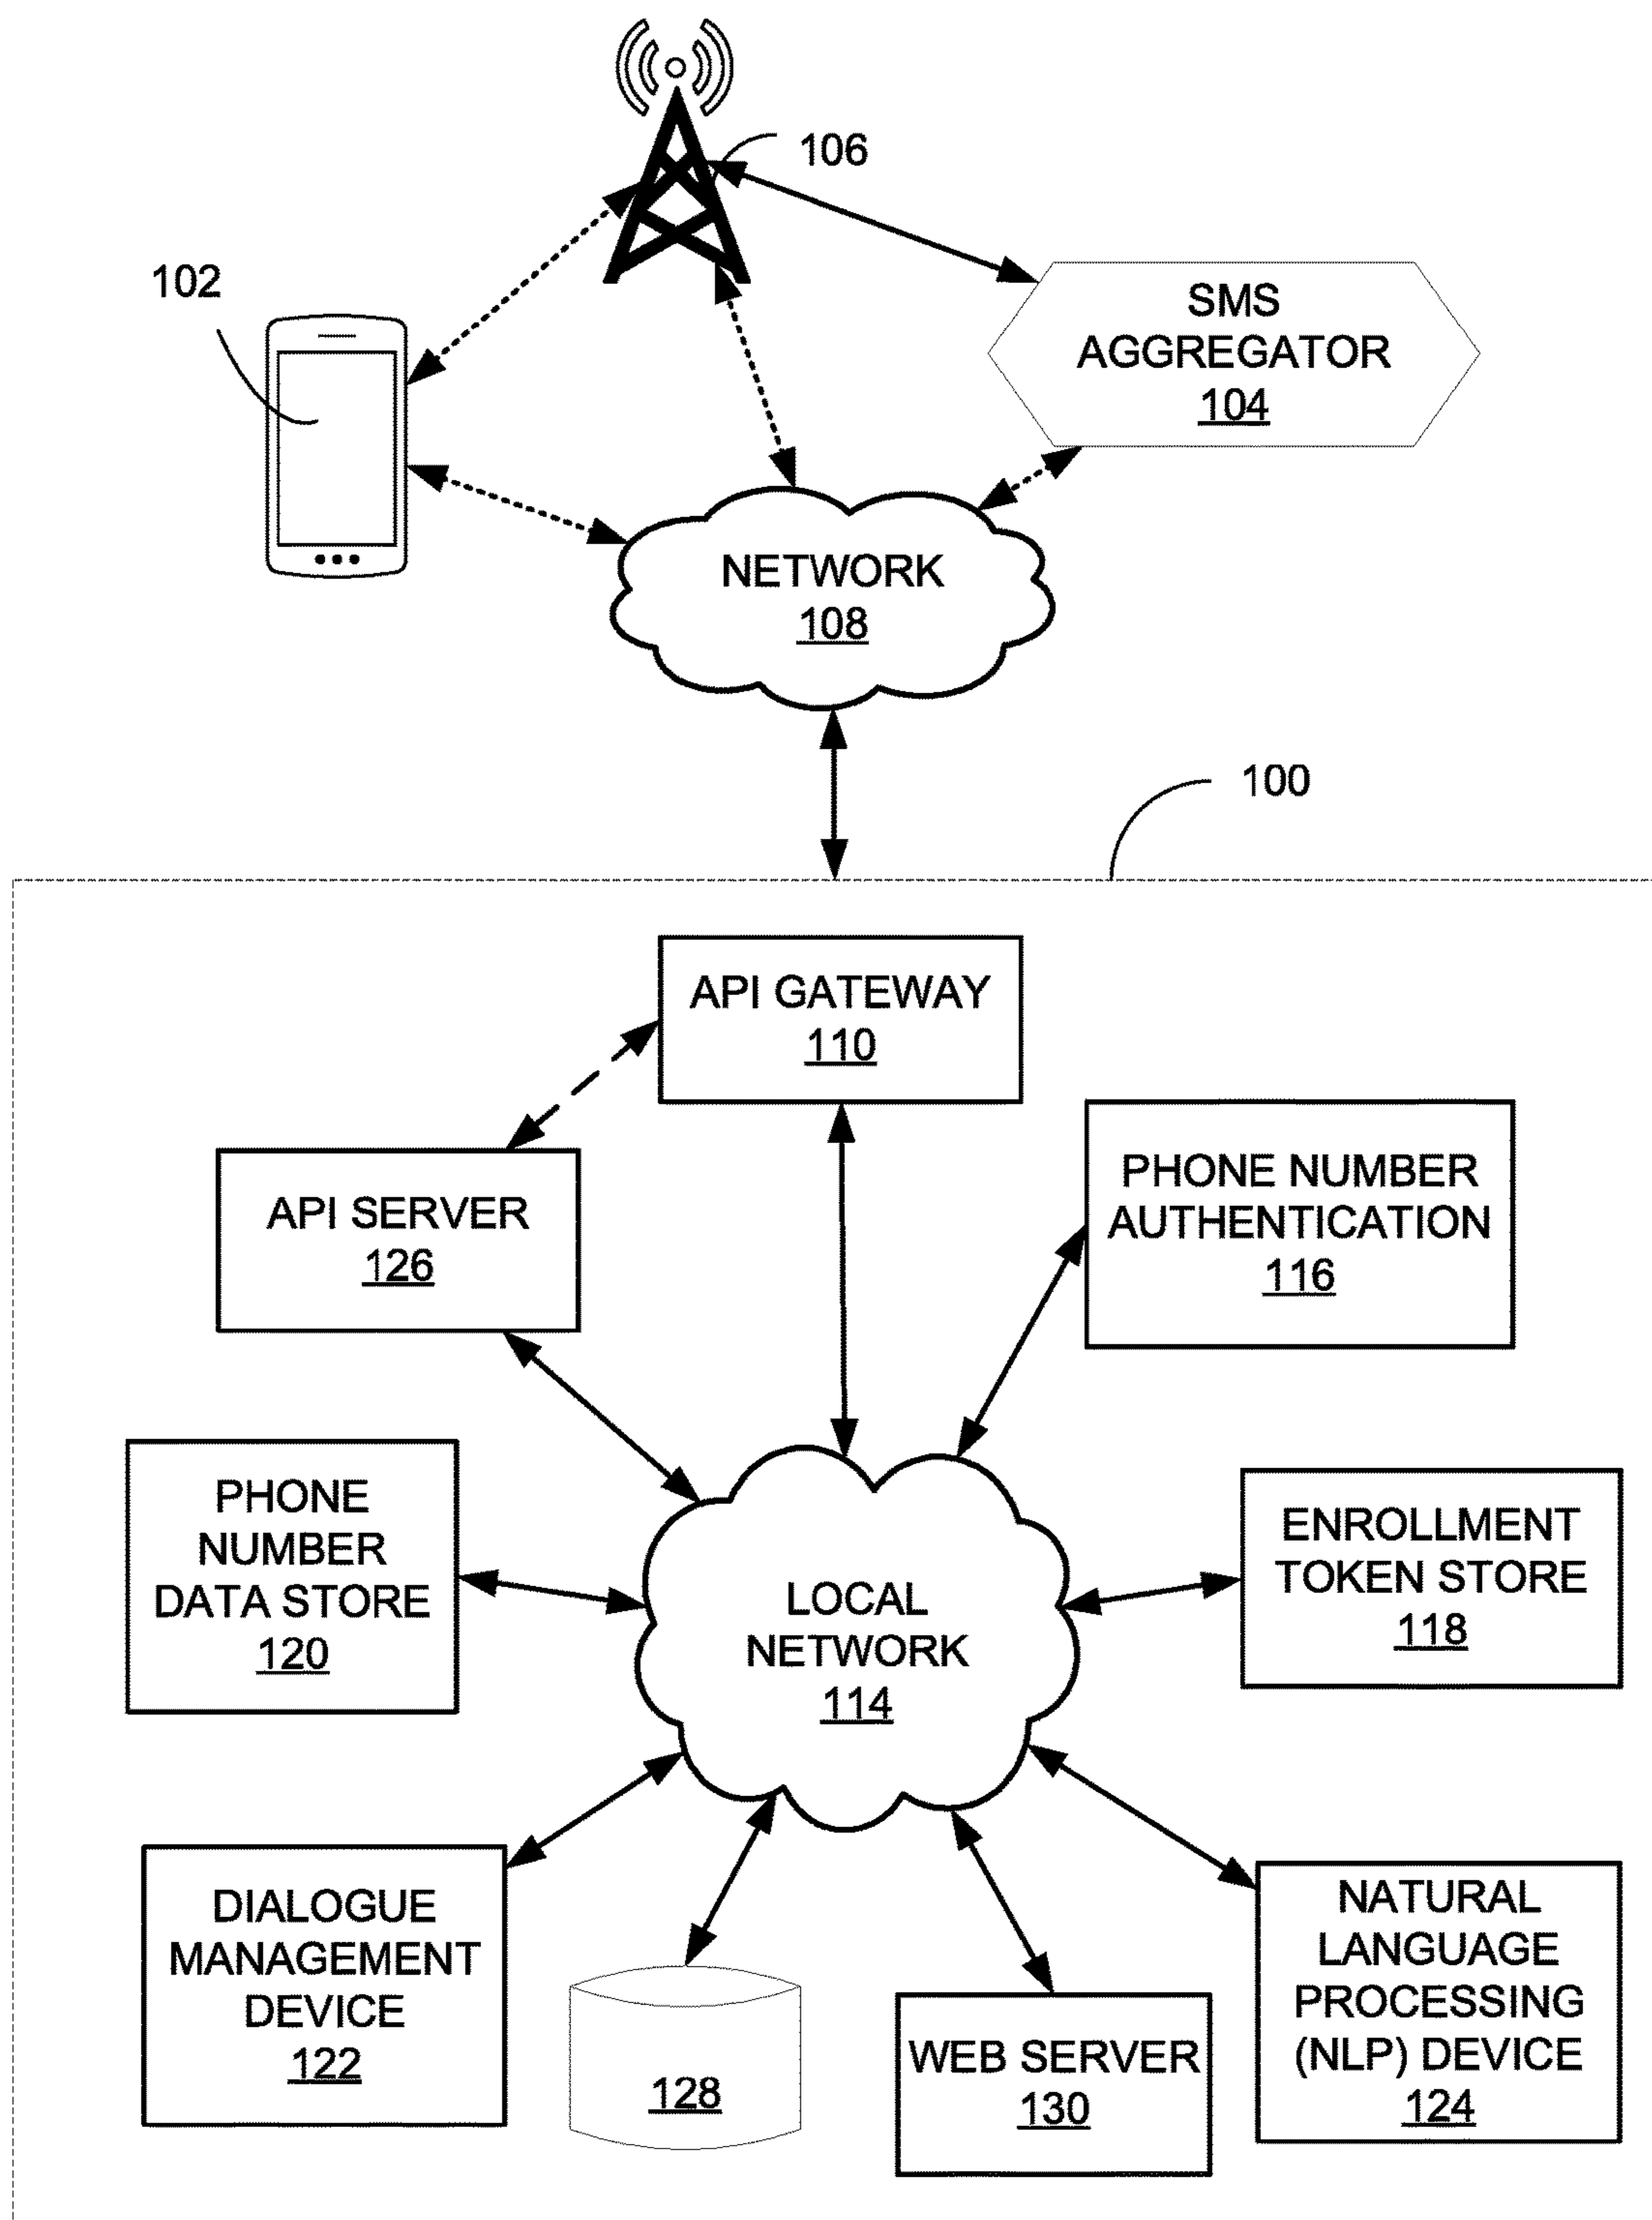 106
102
SMS
AGGREGATOR
104
NETWORK
108
100
API GATEWAY
110
API SERVER
126
PHONE NUMBER
AUTHENTICATION
116
PHONE
NUMBER
DATA STORE
120
ENROLLMENT
TOKEN STORE
118
LOCAL
NETWORK
114
DIALOGUE
MANAGEMENT
DEVICE
122
128
WEB SERVER
130
NATURAL
LANGUAGE
PROCESSING
(NLP) DEVICE
124